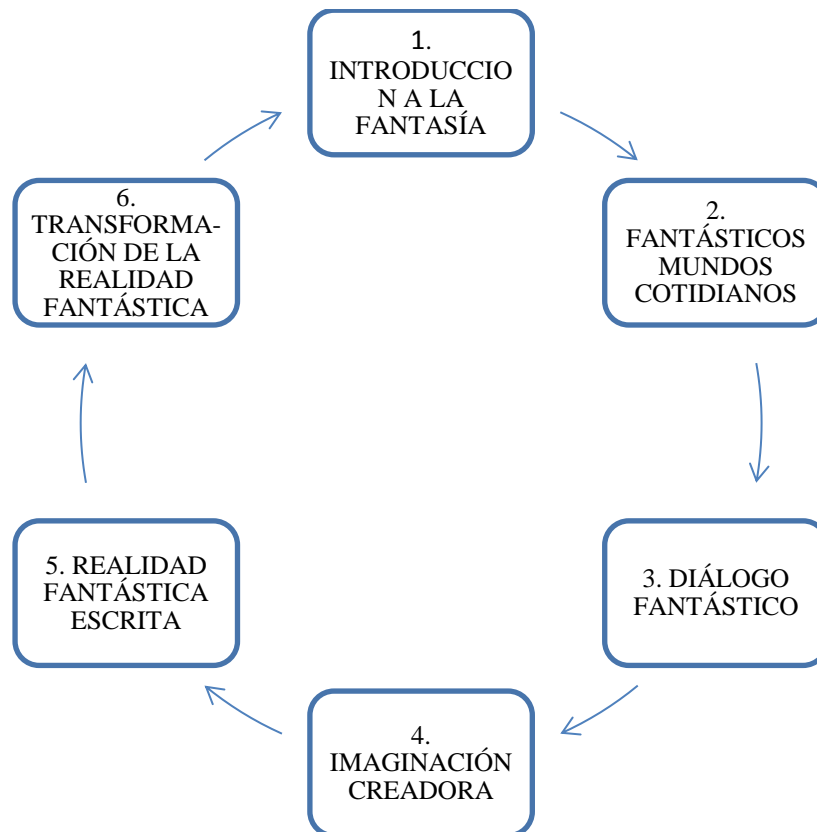 1.
INTRODUCCIO
N A LA
FANTASÍA
2.
FANTÁSTICOS
MUNDOS
COTIDIANOS
3. DIÁLOGO
FANTÁSTICO
4.
IMAGINACIÓN
CREADORA
5. REALIDAD
FANTÁSTICA
ESCRITA
6.
TRANSFORMA-
CIÓN DE LA
REALIDAD
FANTÁSTICA